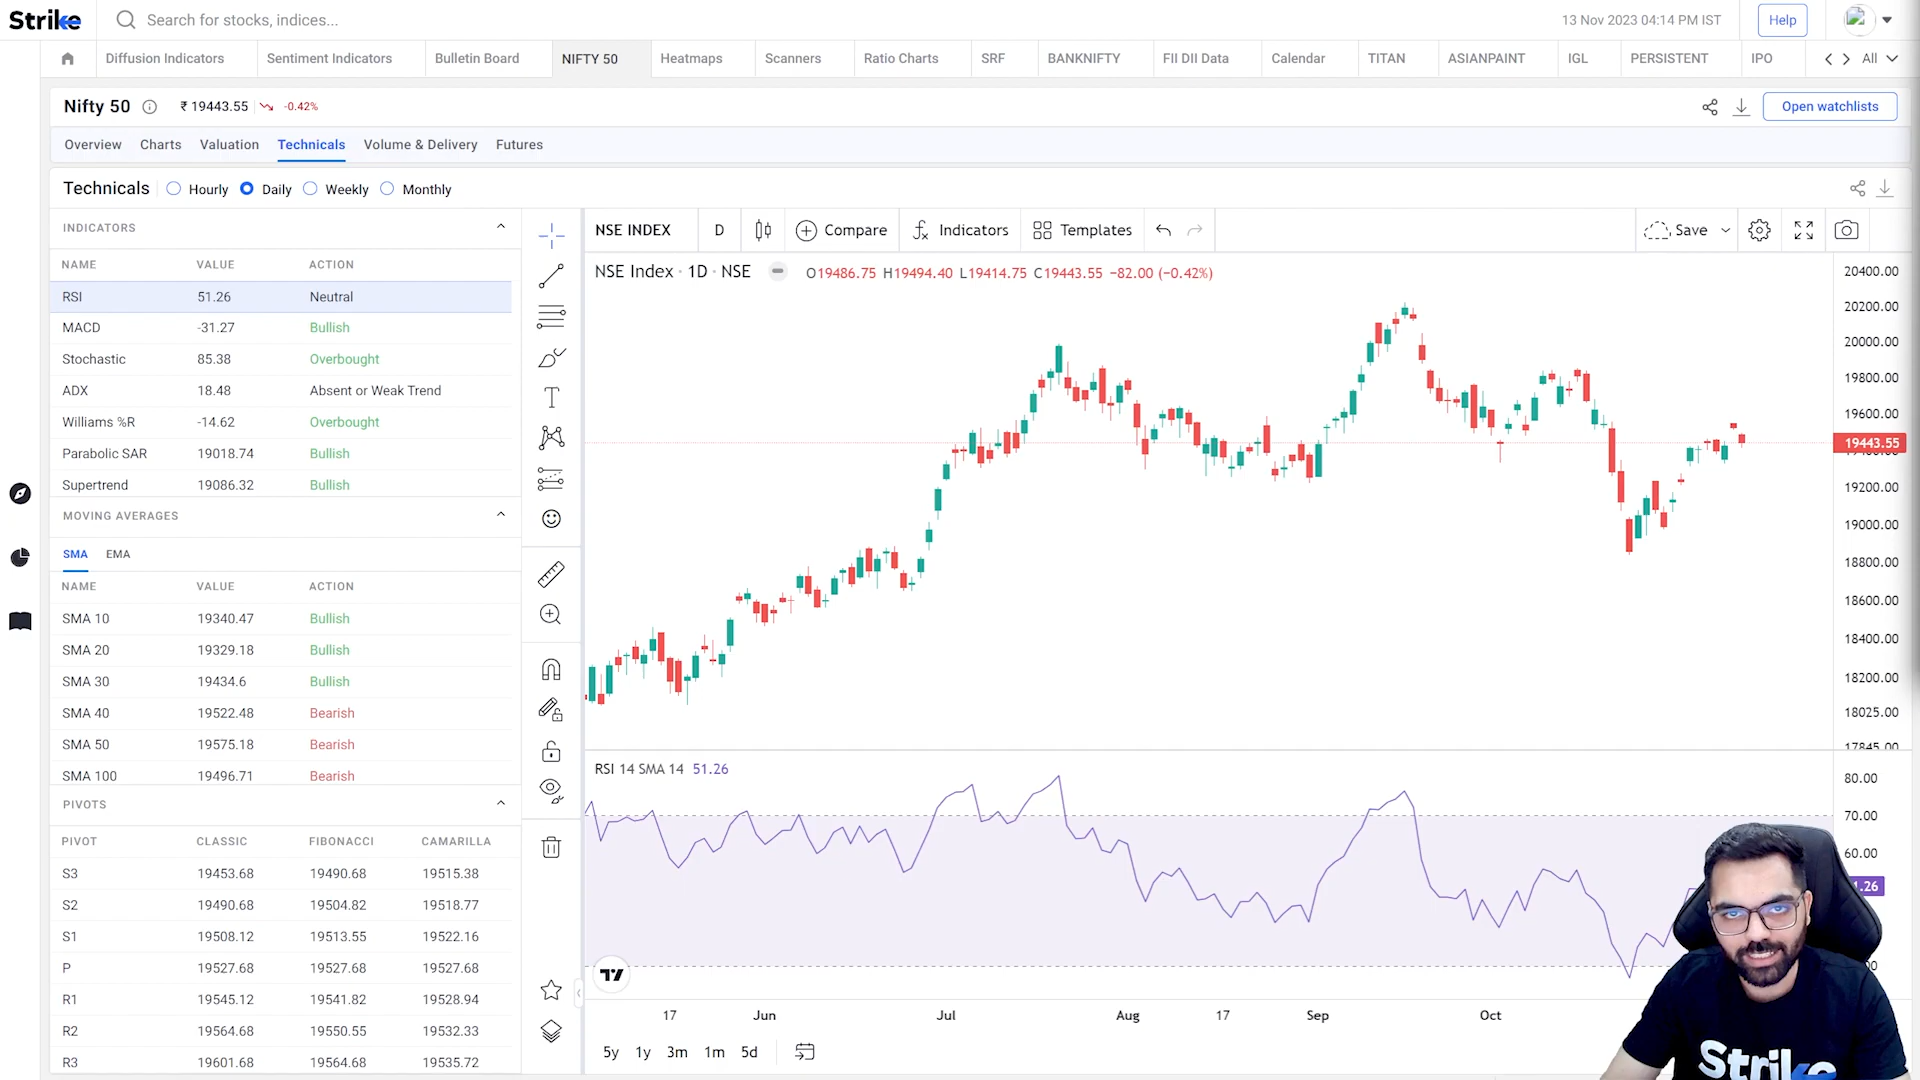 Strike
Search for stocks, indices...
13 Nov 2023 04:14 PM IST
Help
Diffusion Indicators
Sentiment Indicators
Bulletin Board
NIFTY 50
Heatmaps
Scanners
Ratio Charts
SRF
BANKNIFTY
FII DII Data
Calendar
TITAN
ASIANPAINT
IGL
PERSISTENT
IPO
All
Nifty 50 ₹ 19443.55 -0.42%
Open watchlists
Overview Charts Valuation Technicals Volume & Delivery Futures
Technicals Hourly Daily Weekly Monthly
INDICATORS
NAME VALUE ACTION
RSI 51.26 Neutral
MACD -31.27 Bullish
Stochastic 85.38 Overbought
ADX 18.48 Absent or Weak Trend
Williams %R -14.62 Overbought
Parabolic SAR 19018.74 Bullish
Supertrend 19086.32 Bullish
MOVING AVERAGES
SMA EMA
NAME VALUE ACTION
SMA 10 19340.47 Bullish
SMA 20 19329.18 Bullish
SMA 30 19434.6 Bullish
SMA 40 19522.48 Bearish
SMA 50 19575.18 Bearish
SMA 100 19496.71 Bearish
PIVOTS
PIVOT CLASSIC FIBONACCI CAMARILLA
S3 19453.68 19490.68 19515.38
S2 19490.68 19504.82 19518.77
S1 19508.12 19513.55 19522.16
P 19527.68 19527.68 19527.68
R1 19545.12 19541.82 19528.94
R2 19564.68 19550.55 19532.33
R3 19601.68 19564.68 19535.72
NSE INDEX D Compare Indicators Templates Save
NSE Index · 1D · NSE O19486.75 H19494.40 L19414.75 C19443.55 −82.00 (−0.42%)
20400.00
20200.00
20000.00
19800.00
19600.00
19443.55
19200.00
19000.00
18800.00
18600.00
18400.00
18200.00
18025.00
17845.00
RSI 14 SMA 14 51.26
80.00
70.00
60.00
17 Jun Jul Aug 17 Sep Oct
5y 1y 3m 1m 5d
Strike